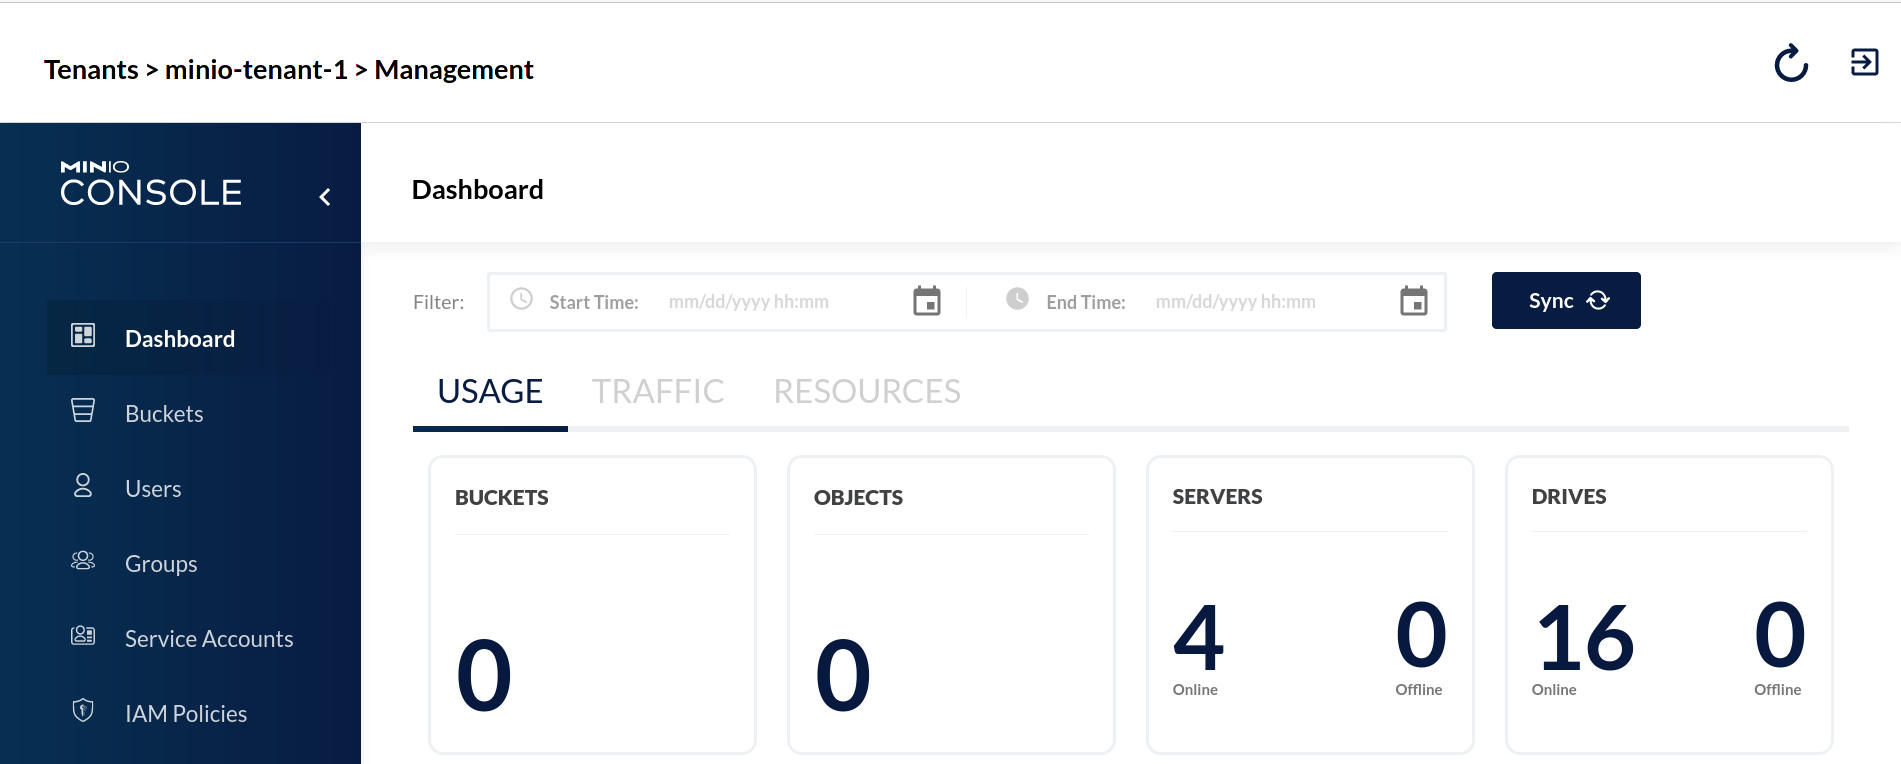 Tenants > minio-tenant-1 > Management
MINIO
CONSOLE
Dashboard
Buckets
Users
Groups
Service Accounts
IAM Policies
Dashboard
Filter: Start Time: mm/dd/yyyy hh:mm End Time: mm/dd/yyyy hh:mm Sync
USAGE TRAFFIC RESOURCES
BUCKETS
0
OBJECTS
0
SERVERS
4 0
Online Offline
DRIVES
16 0
Online Offline